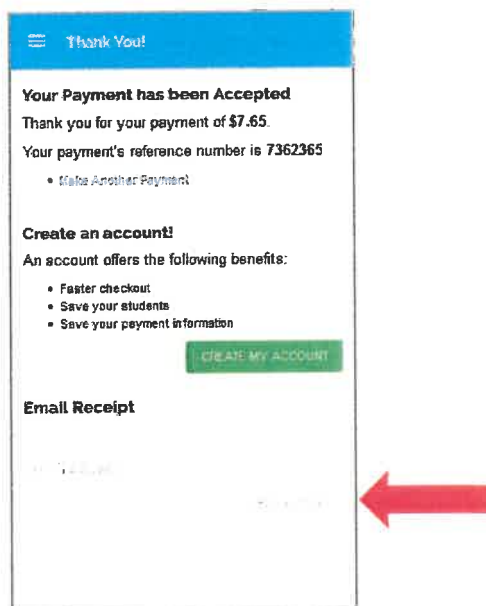 Thank You!
Your Payment has been Accepted
Thank you for your payment of $7.65.
Your payment's reference number is 7362365
• Make Another Payment
Create an account!
An account offers the following benefits:
• Faster checkout
• Save your students
• Save your payment information
CREATE MY ACCOUNT
Email Receipt